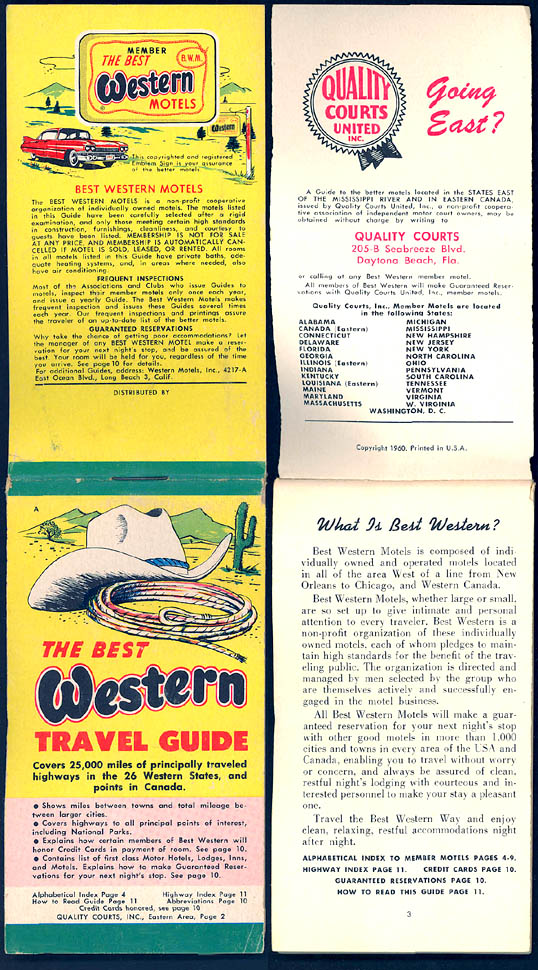 MEMBER
THE BEST
B.W.M.
Western
MOTELS
Western
This copyrighted and registered
Emblem Sign is your assurance
of the better motels
BEST WESTERN MOTELS
The BEST WESTERN MOTELS is a non-profit cooperative
organization of individually owned motels. The motels listed
in this Guide have been carefully selected after a rigid
examination, and only those meeting certain high standards
in construction, furnishings, cleanliness, and courtesy to
guests have been listed. MEMBERSHIP IS NOT FOR SALE
AT ANY PRICE, AND MEMBERSHIP IS AUTOMATICALLY CAN-
CELLED IF MOTEL IS SOLD, LEASED, OR RENTED. All rooms
in all motels listed in this Guide have private baths, ade-
quate heating systems, and, in areas where needed, also
have air conditioning.
FREQUENT INSPECTIONS
Most of the Associations and Clubs who issue Guides to
motels, inspect their member motels only once each year,
and issue a yearly Guide. The Best Western Motels makes
frequent inspection and issues these Guides several times
each year. Our frequent inspections and printings assure
the traveler of an up-to-date list of the better motels.
GUARANTEED RESERVATIONS
Why take the chance of getting poor accommodations? Let
the manager of any BEST WESTERN MOTEL make a reser-
vation for your next night's stop, and be assured of the
best. Your room will be held for you, regardless of the time
you arrive. See page 10 for details.
For additional Guides, address: Western Motels, Inc., 4217-A
East Ocean Blvd., Long Beach 3, Calif.
DISTRIBUTED BY
A
THE BEST
Western
TRAVEL GUIDE
Covers 25,000 miles of principally traveled
highways in the 26 Western States, and
points in Canada.
● Shows miles between towns and total mileage be-
tween larger cities.
● Covers highways to all principal points of interest,
including National Parks.
● Explains how certain members of Best Western will
honor Credit Cards in payment of room. See page 10.
● Contains list of first class Motor Hotels, Lodges, Inns,
and Motels. Explains how to make Guaranteed Reser-
vations for your next night's stop. See page 10.
Alphabetical Index Page 4 Highway Index Page 11
How to Read Guide Page 11 Abbreviations Page 10
Credit Cards honored, see page 10
QUALITY COURTS, INC., Eastern Area, Page 2
QUALITY
COURTS
UNITED
INC.
Going
East?
A Guide to the better motels located in the STATES EAST
OF THE MISSISSIPPI RIVER AND IN EASTERN CANADA,
issued by Quality Courts United, Inc., a non-profit coopera-
tive association of independent motor court owners, may be
obtained without charge by writing to
QUALITY COURTS
205-B Seabreeze Blvd.
Daytona Beach, Fla.
or calling at any Best Western member motel.
All members of Best Western will make Guaranteed Reser-
vations with Quality Courts United, Inc., member motels.
Quality Courts, Inc., Member Motels are located
in the following States:
ALABAMA MICHIGAN
CANADA (Eastern) MISSISSIPPI
CONNECTICUT NEW HAMPSHIRE
DELAWARE NEW JERSEY
FLORIDA NEW YORK
GEORGIA NORTH CAROLINA
ILLINOIS (Eastern) OHIO
INDIANA PENNSYLVANIA
KENTUCKY SOUTH CAROLINA
LOUISIANA (Eastern) TENNESSEE
MAINE VERMONT
MARYLAND VIRGINIA
MASSACHUSETTS W. VIRGINIA
WASHINGTON, D. C.
Copyright 1960. Printed in U.S.A.
What Is Best Western?
Best Western Motels is composed of indi-
vidually owned and operated motels located
in all of the area West of a line from New
Orleans to Chicago, and Western Canada.
Best Western Motels, whether large or small,
are so set up to give intimate and personal
attention to every traveler. Best Western is a
non-profit organization of these individually
owned motels, each of whom pledges to main-
tain high standards for the benefit of the trav-
eling public. The organization is directed and
managed by men selected by the group who
are themselves actively and successfully en-
gaged in the motel business.
All Best Western Motels will make a guar-
anteed reservation for your next night's stop
with other good motels in more than 1,000
cities and towns in every area of the USA and
Canada, enabling you to travel without worry
or concern, and always be assured of clean,
restful night's lodging with courteous and in-
terested personnel to make your stay a pleasant
one.
Travel the Best Western Way and enjoy
clean, relaxing, restful accommodations night
after night.
ALPHABETICAL INDEX TO MEMBER MOTELS PAGES 4-9.
HIGHWAY INDEX PAGE 11. CREDIT CARDS PAGE 10.
GUARANTEED RESERVATIONS PAGE 10.
HOW TO READ THIS GUIDE PAGE 11.
3